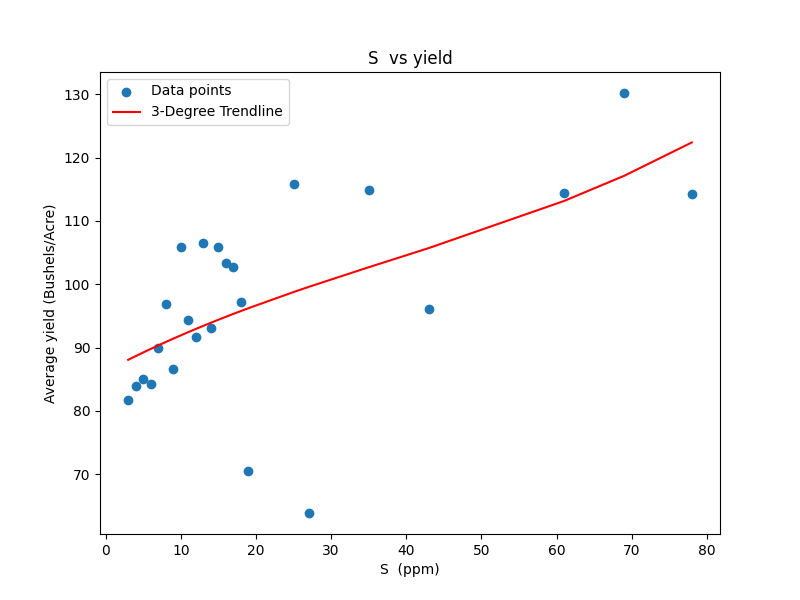 S  vs yield
Data points
3-Degree Trendline
130
120
110
100
90
80
70
Average yield (Bushels/Acre)
0 10 20 30 40 50 60 70 80
S  (ppm)